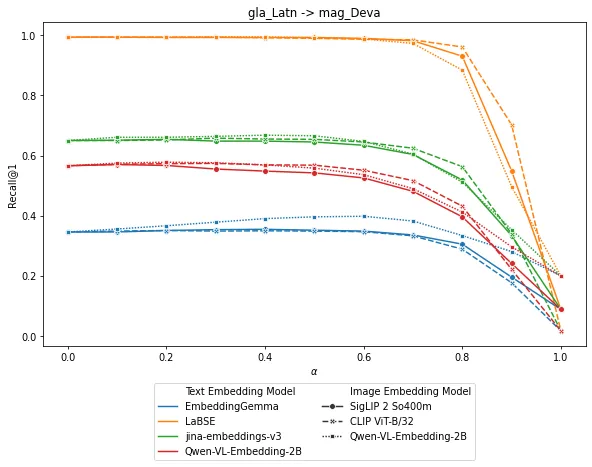 gla_Latn -> mag_Deva
Recall@1
1.0
0.8
0.6
0.4
0.2
0.0
0.0 0.2 0.4 0.6 0.8 1.0
α
Text Embedding Model
EmbeddingGemma
LaBSE
jina-embeddings-v3
Qwen-VL-Embedding-2B
Image Embedding Model
SigLIP 2 So400m
CLIP ViT-B/32
Qwen-VL-Embedding-2B